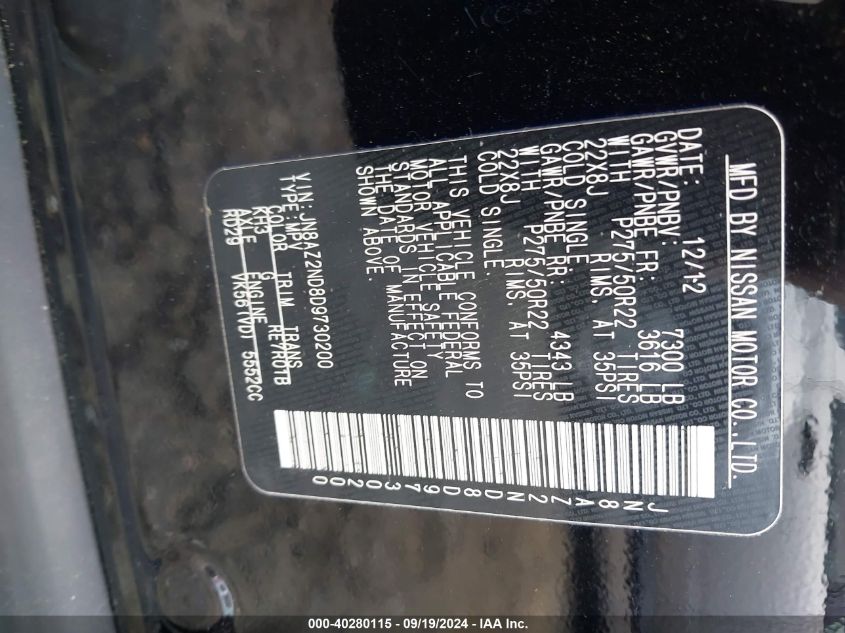 MFD BY NISSAN MOTOR CO.,LTD.
DATE: 12/12
GVWR/PNBV: 7300 LB
GAWR/PNBE FR: 3616 LB
WITH P275/50R22 TIRES
22X8J RIMS, AT 35PSI
COLD SINGLE.
GAWR/PNBE RR: 4343 LB
WITH P275/50R22 TIRES
22X8J RIMS, AT 35PSI
COLD SINGLE.
THIS VEHICLE CONFORMS TO
ALL APPLICABLE FEDERAL
MOTOR VEHICLE SAFETY
STANDARDS IN EFFECT ON
THE DATE OF MANUFACTURE
SHOWN ABOVE.
VIN: JN8AZ2ND8D9730200
TYPE: MPV
COLOR TRIM TRANS
KH3 G RE7R01B
AXLE ENGINE
RD29 VK56(VD) 5552CC
JN8AZ2ND8D9730200
000-40280115 - 09/19/2024 - IAA Inc.